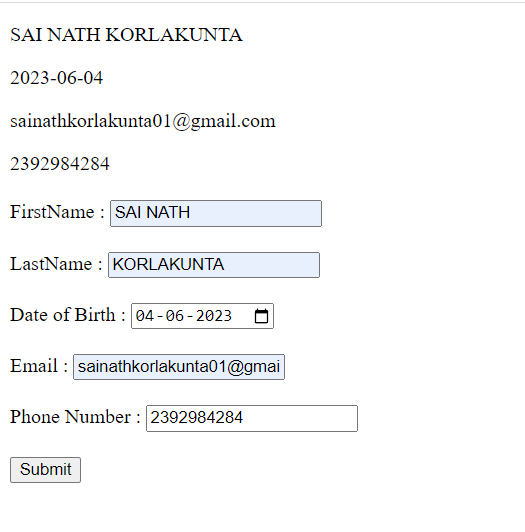 SAI NATH KORLAKUNTA
2023-06-04
sainathkorlakunta01@gmail.com
2392984284
FirstName : SAI NATH
LastName : KORLAKUNTA
Date of Birth : 04-06-2023
Email : sainathkorlakunta01@gmai
Phone Number : 2392984284
Submit